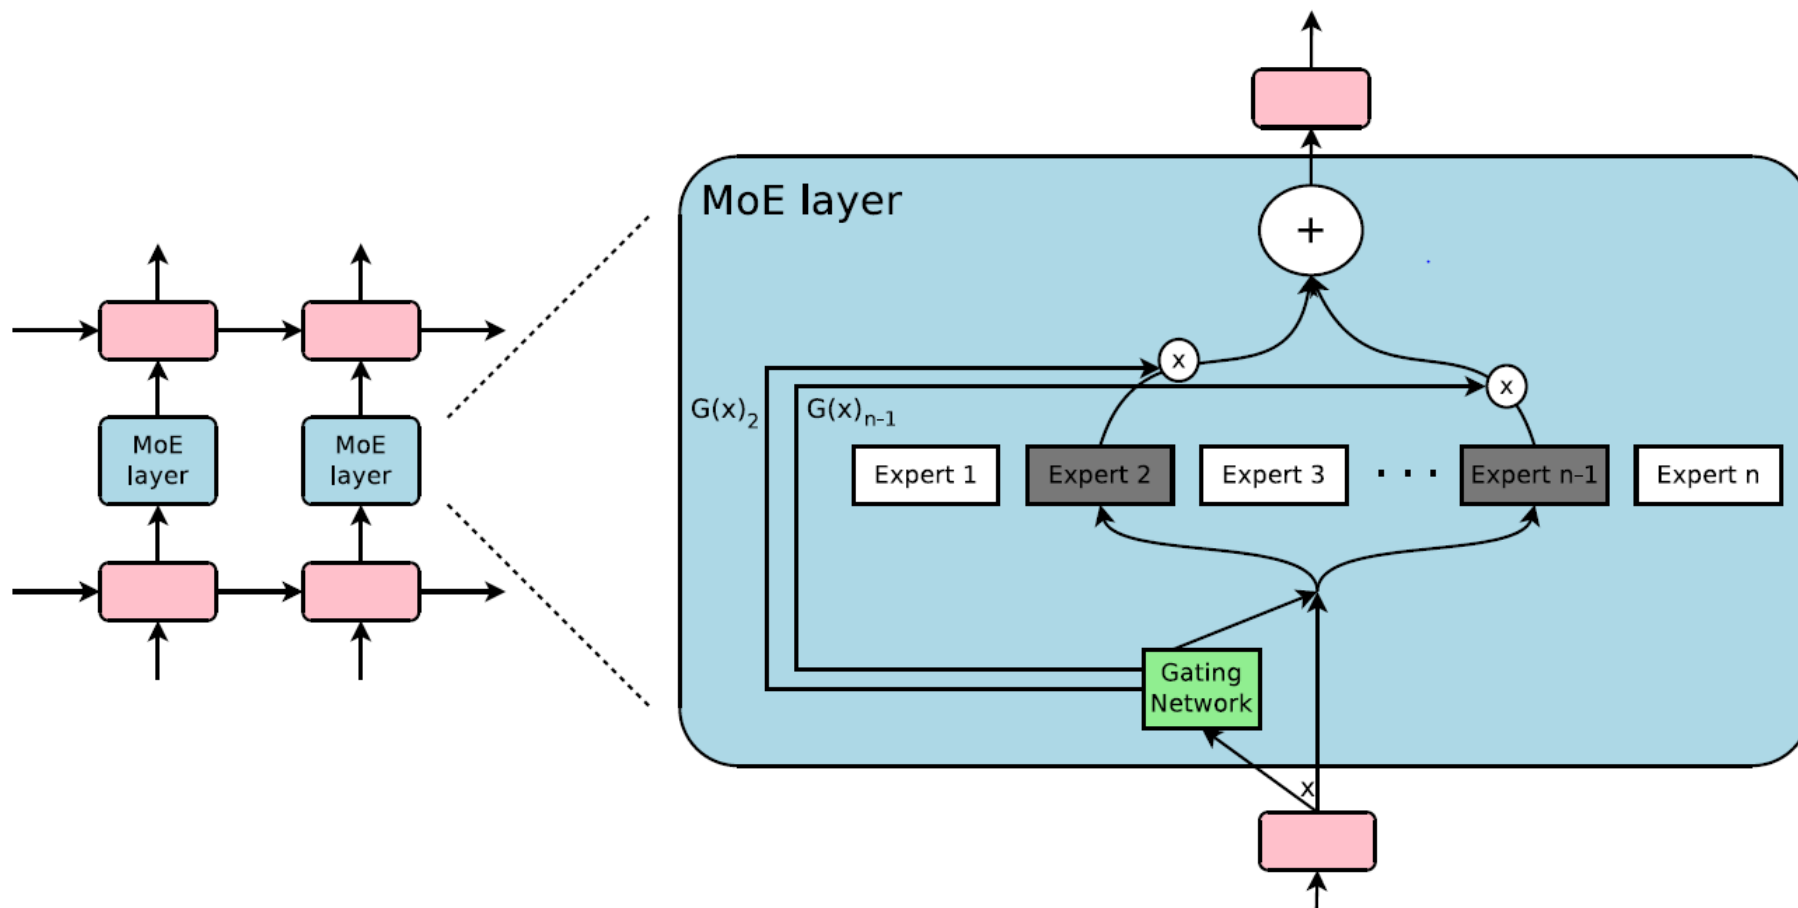 MoE layer
+
x
x
G(x)2
G(x)n-1
MoE
layer
MoE
layer
Expert 1
Expert 2
Expert 3
...
Expert n-1
Expert n
Gating
Network
x